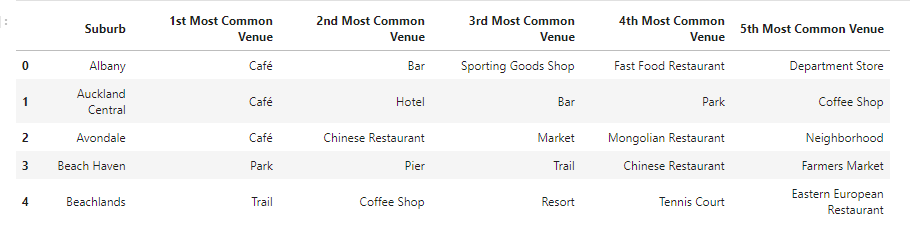 :
Suburb 1st Most Common Venue 2nd Most Common Venue 3rd Most Common Venue 4th Most Common Venue 5th Most Common Venue
0 Albany Café Bar Sporting Goods Shop Fast Food Restaurant Department Store
1 Auckland Central Café Hotel Bar Park Coffee Shop
2 Avondale Café Chinese Restaurant Market Mongolian Restaurant Neighborhood
3 Beach Haven Park Pier Trail Chinese Restaurant Farmers Market
4 Beachlands Trail Coffee Shop Resort Tennis Court Eastern European Restaurant